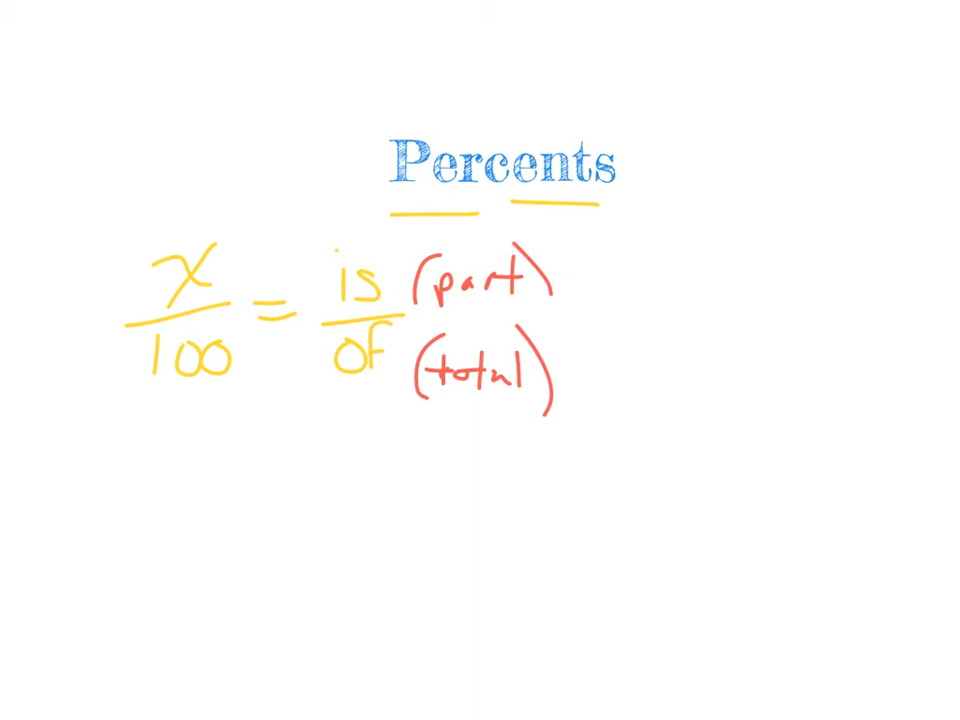 Percents
x/100 = is/of (part)
(total)